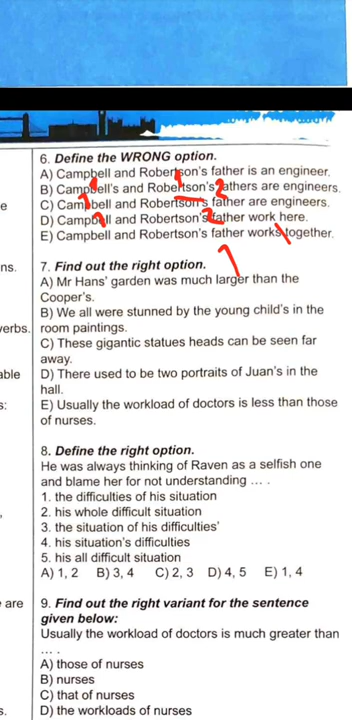 6. Define the WRONG option.
A) Campbell and Robertson's father is an engineer.
B) Campbell's and Robertson's fathers are engineers.
e
C) Campbell and Robertson's father are engineers.
D) Campbell and Robertson's father work here.
E) Campbell and Robertson's father works together.
ns.
7. Find out the right option.
A) Mr Hans' garden was much larger than the
Cooper's.
B) We all were stunned by the young child's in the
verbs.
room paintings.
C) These gigantic statues heads can be seen far
away.
able
D) There used to be two portraits of Juan's in the
hall.
s:
E) Usually the workload of doctors is less than those
of nurses.
8. Define the right option.
He was always thinking of Raven as a selfish one
and blame her for not understanding ... .
1. the difficulties of his situation
2. his whole difficult situation
3. the situation of his difficulties'
4. his situation's difficulties
5. his all difficult situation
A) 1, 2 B) 3, 4 C) 2, 3 D) 4, 5 E) 1, 4
are
9. Find out the right variant for the sentence
given below:
Usually the workload of doctors is much greater than
... .
A) those of nurses
B) nurses
C) that of nurses
s.
D) the workloads of nurses